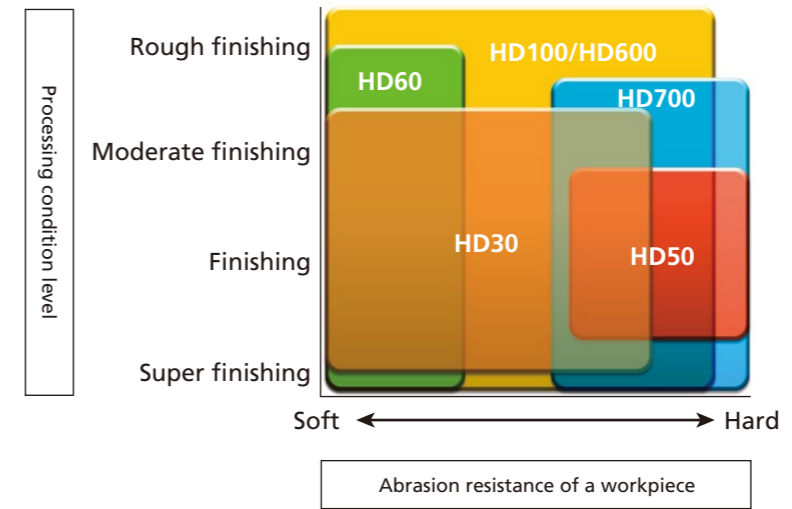 Processing condition level
Rough finishing
Moderate finishing
Finishing
Super finishing
HD100/HD600
HD60
HD700
HD30
HD50
Soft
Hard
Abrasion resistance of a workpiece